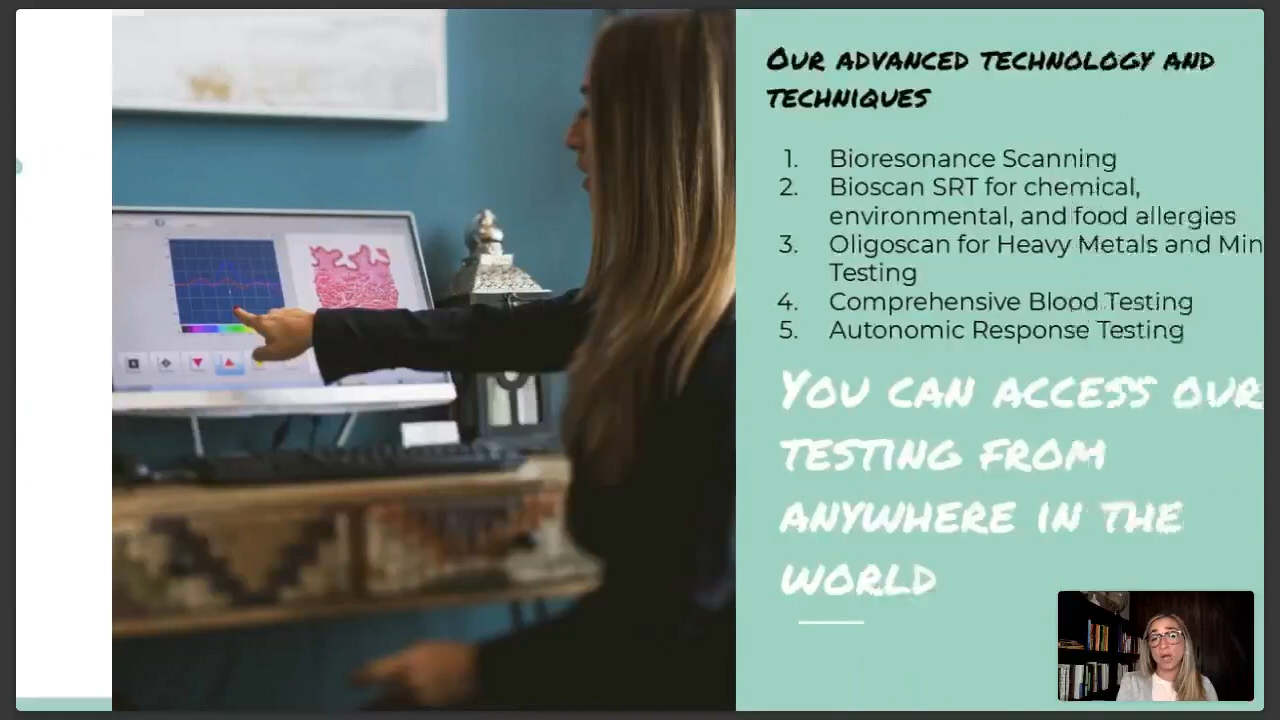 Our advanced technology and
techniques
1. Bioresonance Scanning
2. Bioscan SRT for chemical,
environmental, and food allergies
3. Oligoscan for Heavy Metals and Min
Testing
4. Comprehensive Blood Testing
5. Autonomic Response Testing
You can access our
testing from
anywhere in the
world